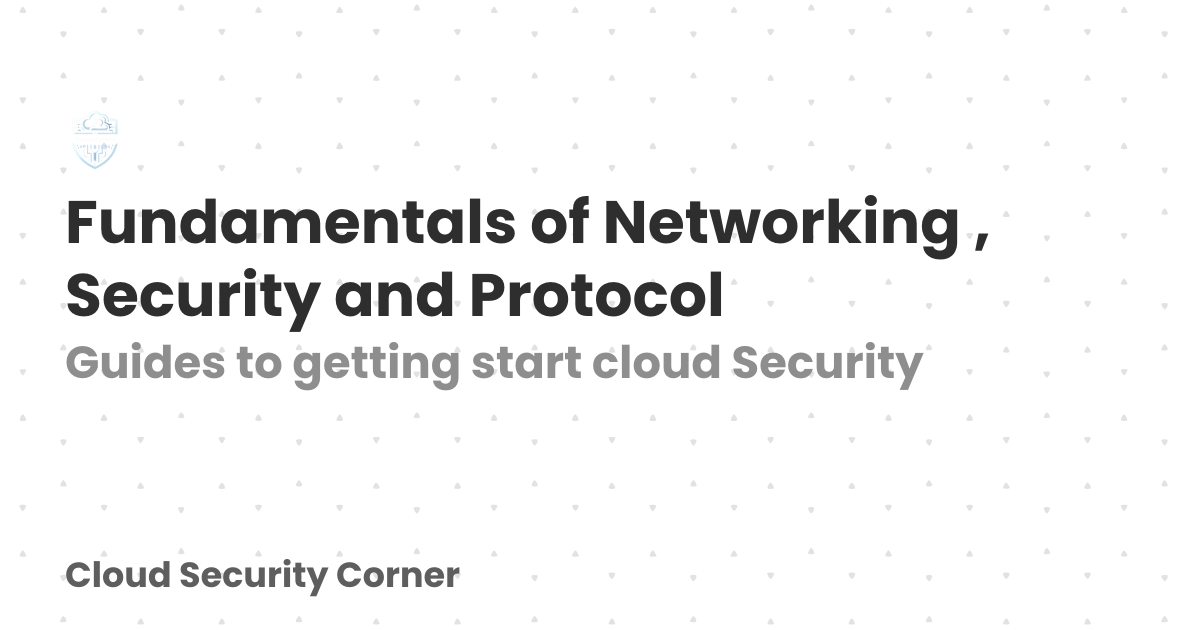 Fundamentals of Networking ,
Security and Protocol
Guides to getting start cloud Security
Cloud Security Corner